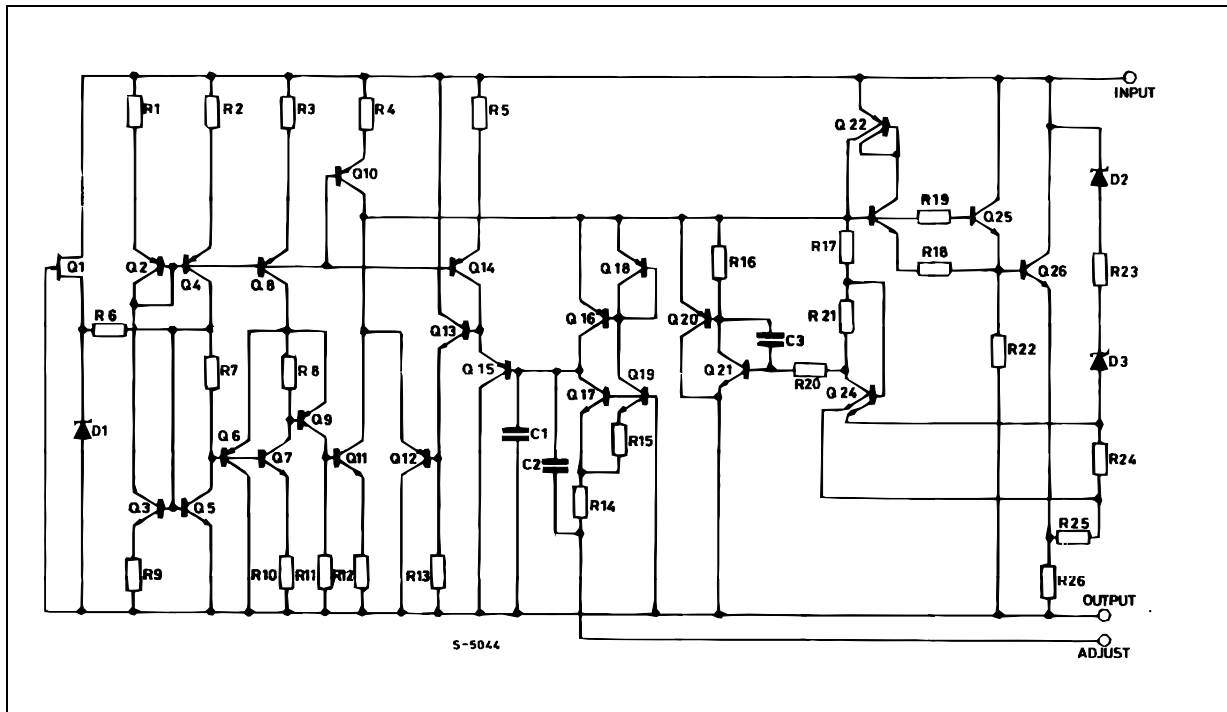 R1
R2
R3
R4
R5
INPUT
Q22
D2
Q10
R19
Q25
R17
R18
Q26
R23
Q1
Q2
Q4
Q8
Q14
Q18
R16
R6
Q13
Q16
Q20
C3
R21
R22
D3
R7
R8
Q15
Q19
Q21
R20
Q24
Q17
Q9
D1
Q6
Q7
Q11
Q12
C1
C2
R15
R24
Q3
Q5
R14
R25
R9
R10
R11
R12
R13
R26
OUTPUT
S-5044
ADJUST